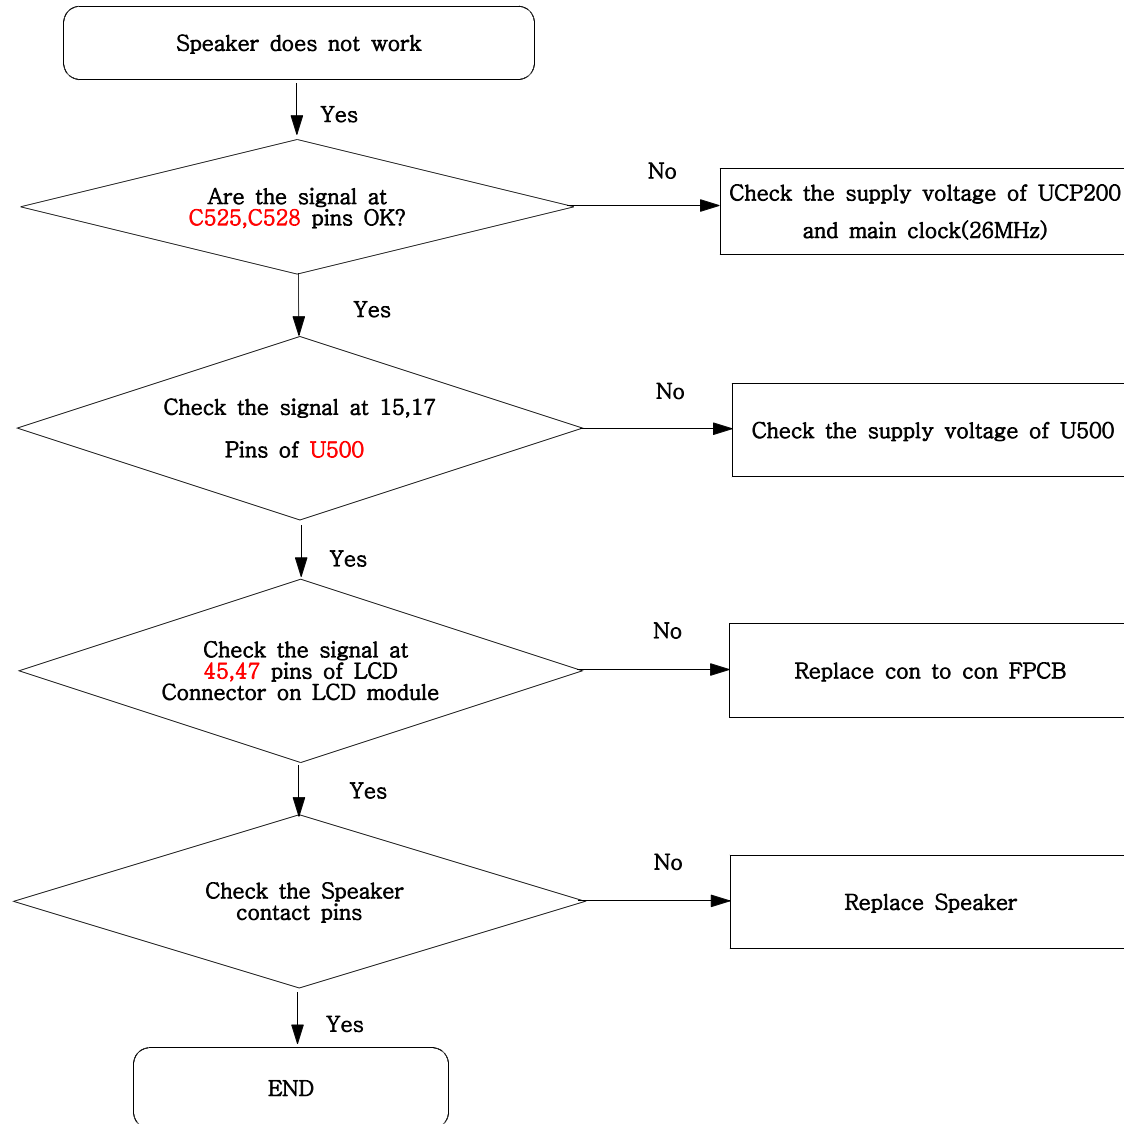 Speaker does not work
Yes
Are the signal at
C525,C528 pins OK?
No
Check the supply voltage of UCP200
and main clock(26MHz)
Yes
Check the signal at 15,17
Pins of U500
No
Check the supply voltage of U500
Yes
Check the signal at
45,47 pins of LCD
Connector on LCD module
No
Replace con to con FPCB
Yes
Check the Speaker
contact pins
No
Replace Speaker
Yes
END